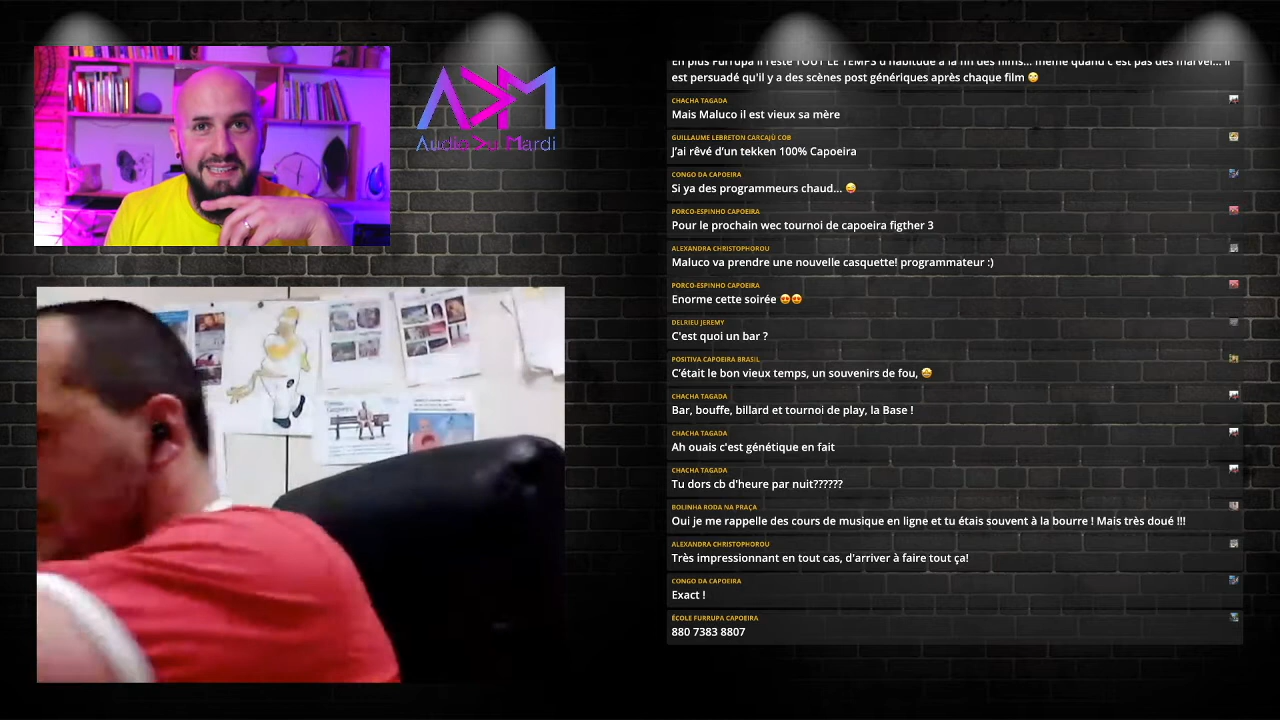 Audio Du Mardi
est persuadé qu'il y a des scènes post génériques après chaque film
CHACHA TAGADA
Mais Maluco il est vieux sa mère
GUILLAUME LEBRETON CARCAJÙ COB
J'ai rêvé d'un tekken 100% Capoeira
CONGO DA CAPOEIRA
Si ya des programmeurs chaud... 😄
PORCO-ESPINHO CAPOEIRA
Pour le prochain wec tournoi de capoeira figther 3
ALEXANDRA CHRISTOPHOROU
Maluco va prendre une nouvelle casquette! programmateur :)
PORCO-ESPINHO CAPOEIRA
Enorme cette soirée 😍😍
DELRIEU JEREMY
C'est quoi un bar ?
POSITIVA CAPOEIRA BRASIL
C'était le bon vieux temps, un souvenirs de fou, 🤩
CHACHA TAGADA
Bar, bouffe, billard et tournoi de play, la Base !
CHACHA TAGADA
Ah ouais c'est génétique en fait
CHACHA TAGADA
Tu dors cb d'heure par nuit??????
BOLINHA RODA NA PRAÇA
Oui je me rappelle des cours de musique en ligne et tu étais souvent à la bourre ! Mais très doué !!!
ALEXANDRA CHRISTOPHOROU
Très impressionnant en tout cas, d'arriver à faire tout ça!
CONGO DA CAPOEIRA
Exact !
ÉCOLE FURRUPA CAPOEIRA
880 7383 8807